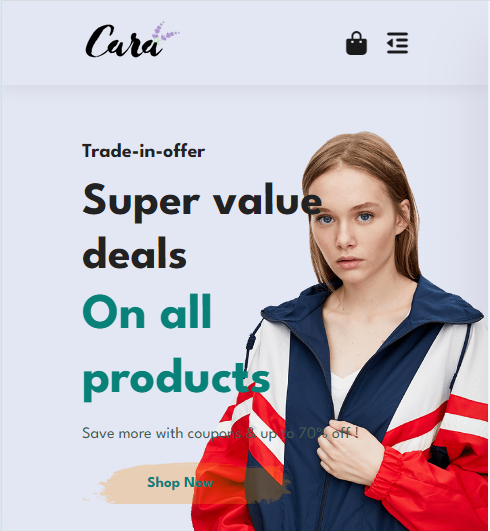 Cara
Trade-in-offer
Super value
deals
On all
products
Save more with coupons & up to 70% off !
Shop Now